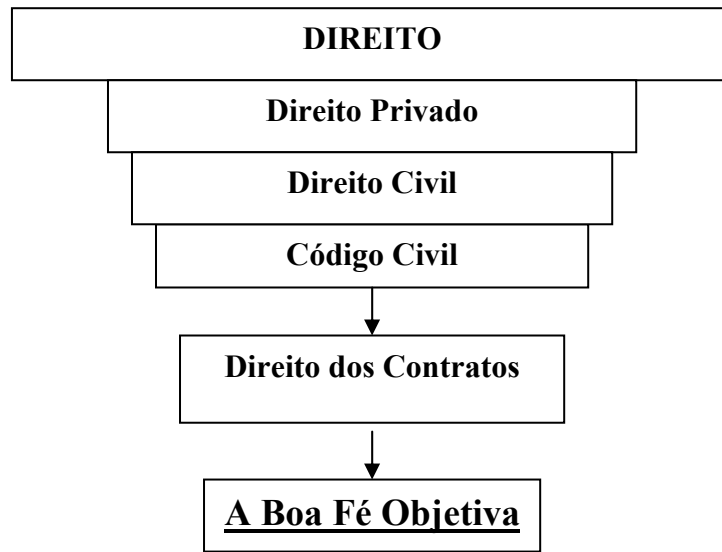 DIREITO
Direito Privado
Direito Civil
Código Civil
Direito dos Contratos
A Boa Fé Objetiva